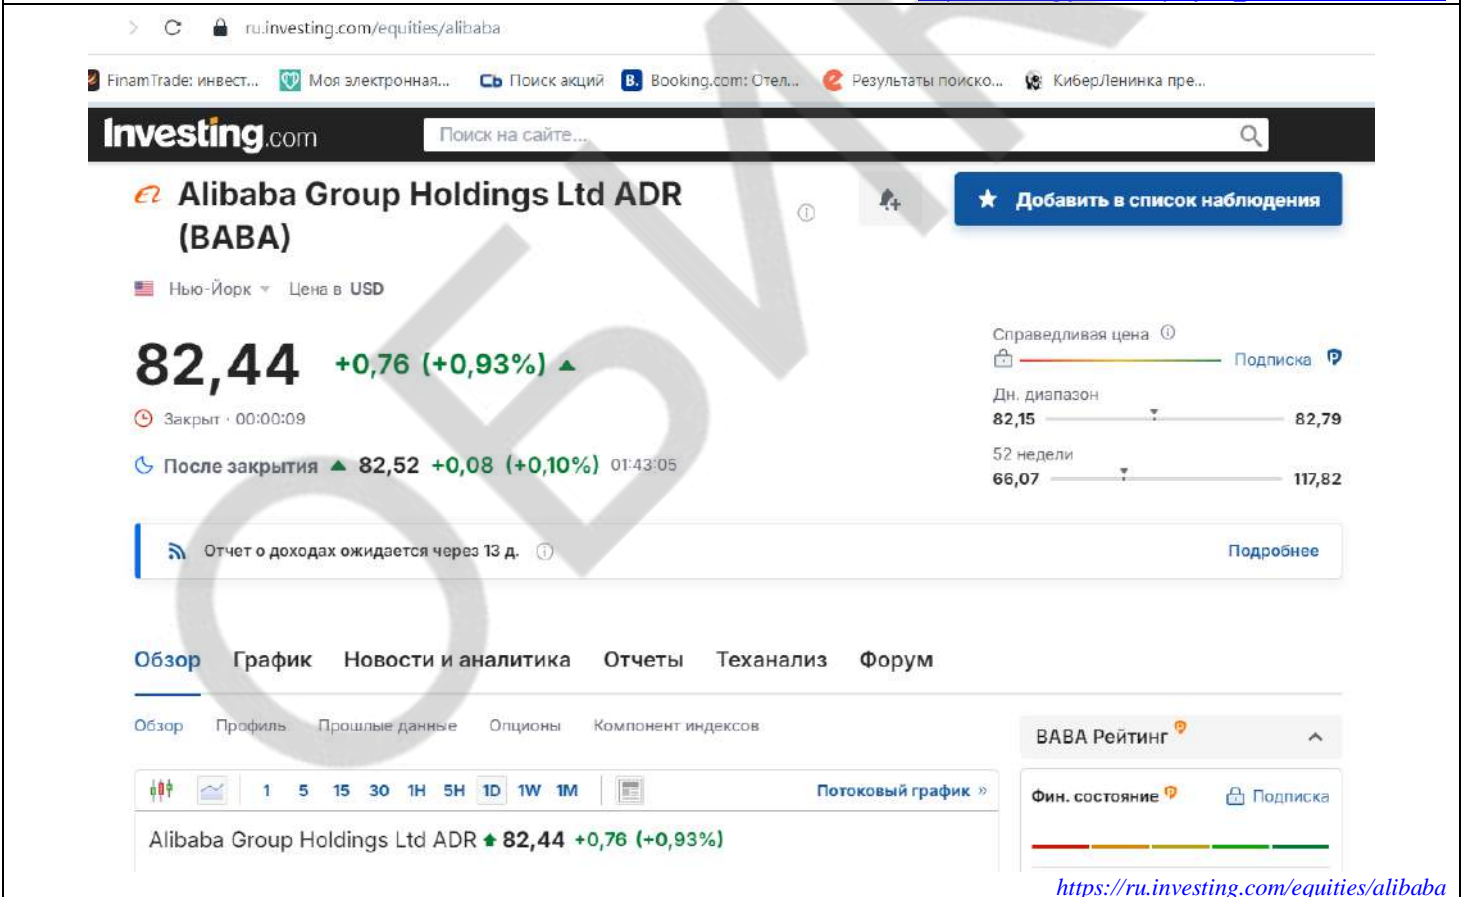 ru.investing.com/equities/alibaba
FinamTrade: инвест... Моя электронная... Сь Поиск акций B. Booking.com: Отел... Результаты поиско... КиберЛенинка пре...
Investing.com Поиск на сайте...
Alibaba Group Holdings Ltd ADR
(BABA)
Добавить в список наблюдения
Нью-Йорк Цена в USD
82,44 +0,76 (+0,93%)
Закрыт · 00:00:09
После закрытия 82,52 +0,08 (+0,10%) 01:43:05
Справедливая цена
Подписка
Дн. диапазон
82,15 82,79
52 недели
66,07 117,82
Отчет о доходах ожидается через 13 д. Подробнее
Обзор График Новости и аналитика Отчеты Теханализ Форум
Обзор Профиль Прошлые данные Опционы Компонент индексов
BABA Рейтинг
1 5 15 30 1H 5H 1D 1W 1M Потоковый график »
Фин. состояние Подписка
Alibaba Group Holdings Ltd ADR 82,44 +0,76 (+0,93%)
https://ru.investing.com/equities/alibaba